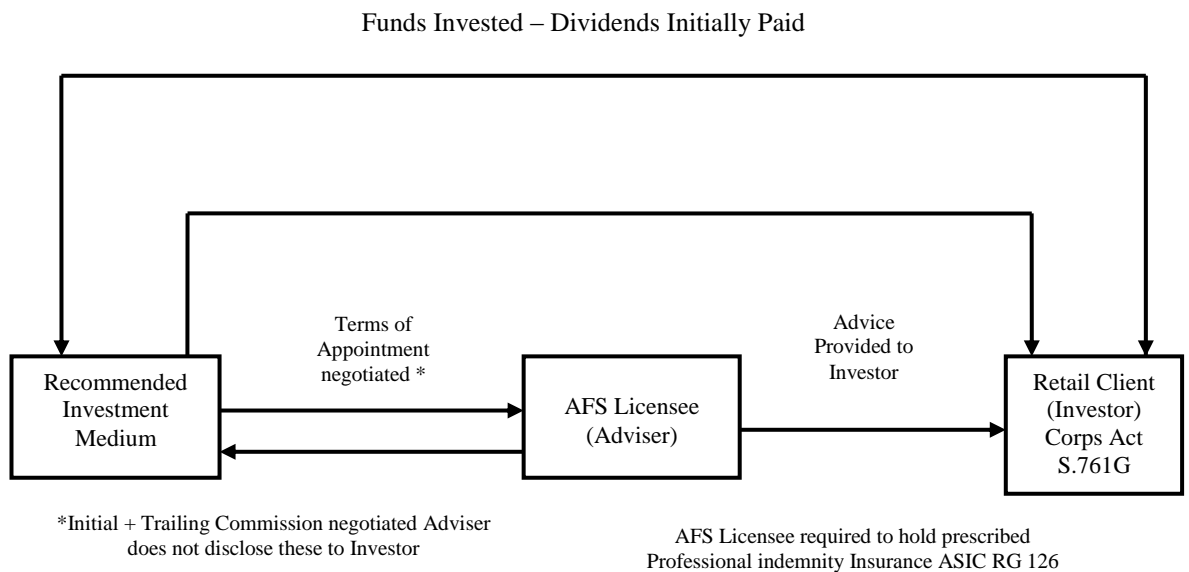 Funds Invested – Dividends Initially Paid
Terms of
Appointment
negotiated *
Advice
Provided to
Investor
Recommended
Investment
Medium
AFS Licensee
(Adviser)
Retail Client
(Investor)
Corps Act
S.761G
*Initial + Trailing Commission negotiated Adviser
does not disclose these to Investor
AFS Licensee required to hold prescribed
Professional indemnity Insurance ASIC RG 126